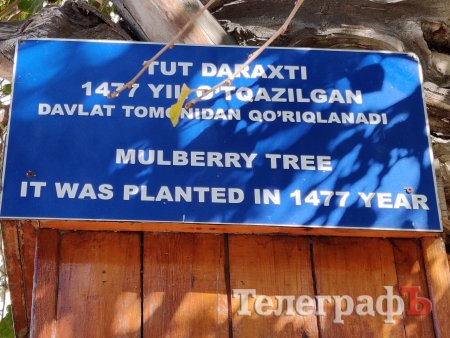 TUT DARAXTI
1477 YIL O'TQAZILGAN
DAVLAT TOMONIDAN QO'RIQLANADI
MULBERRY TREE
IT WAS PLANTED IN 1477 YEAR
ТелеграфЪ